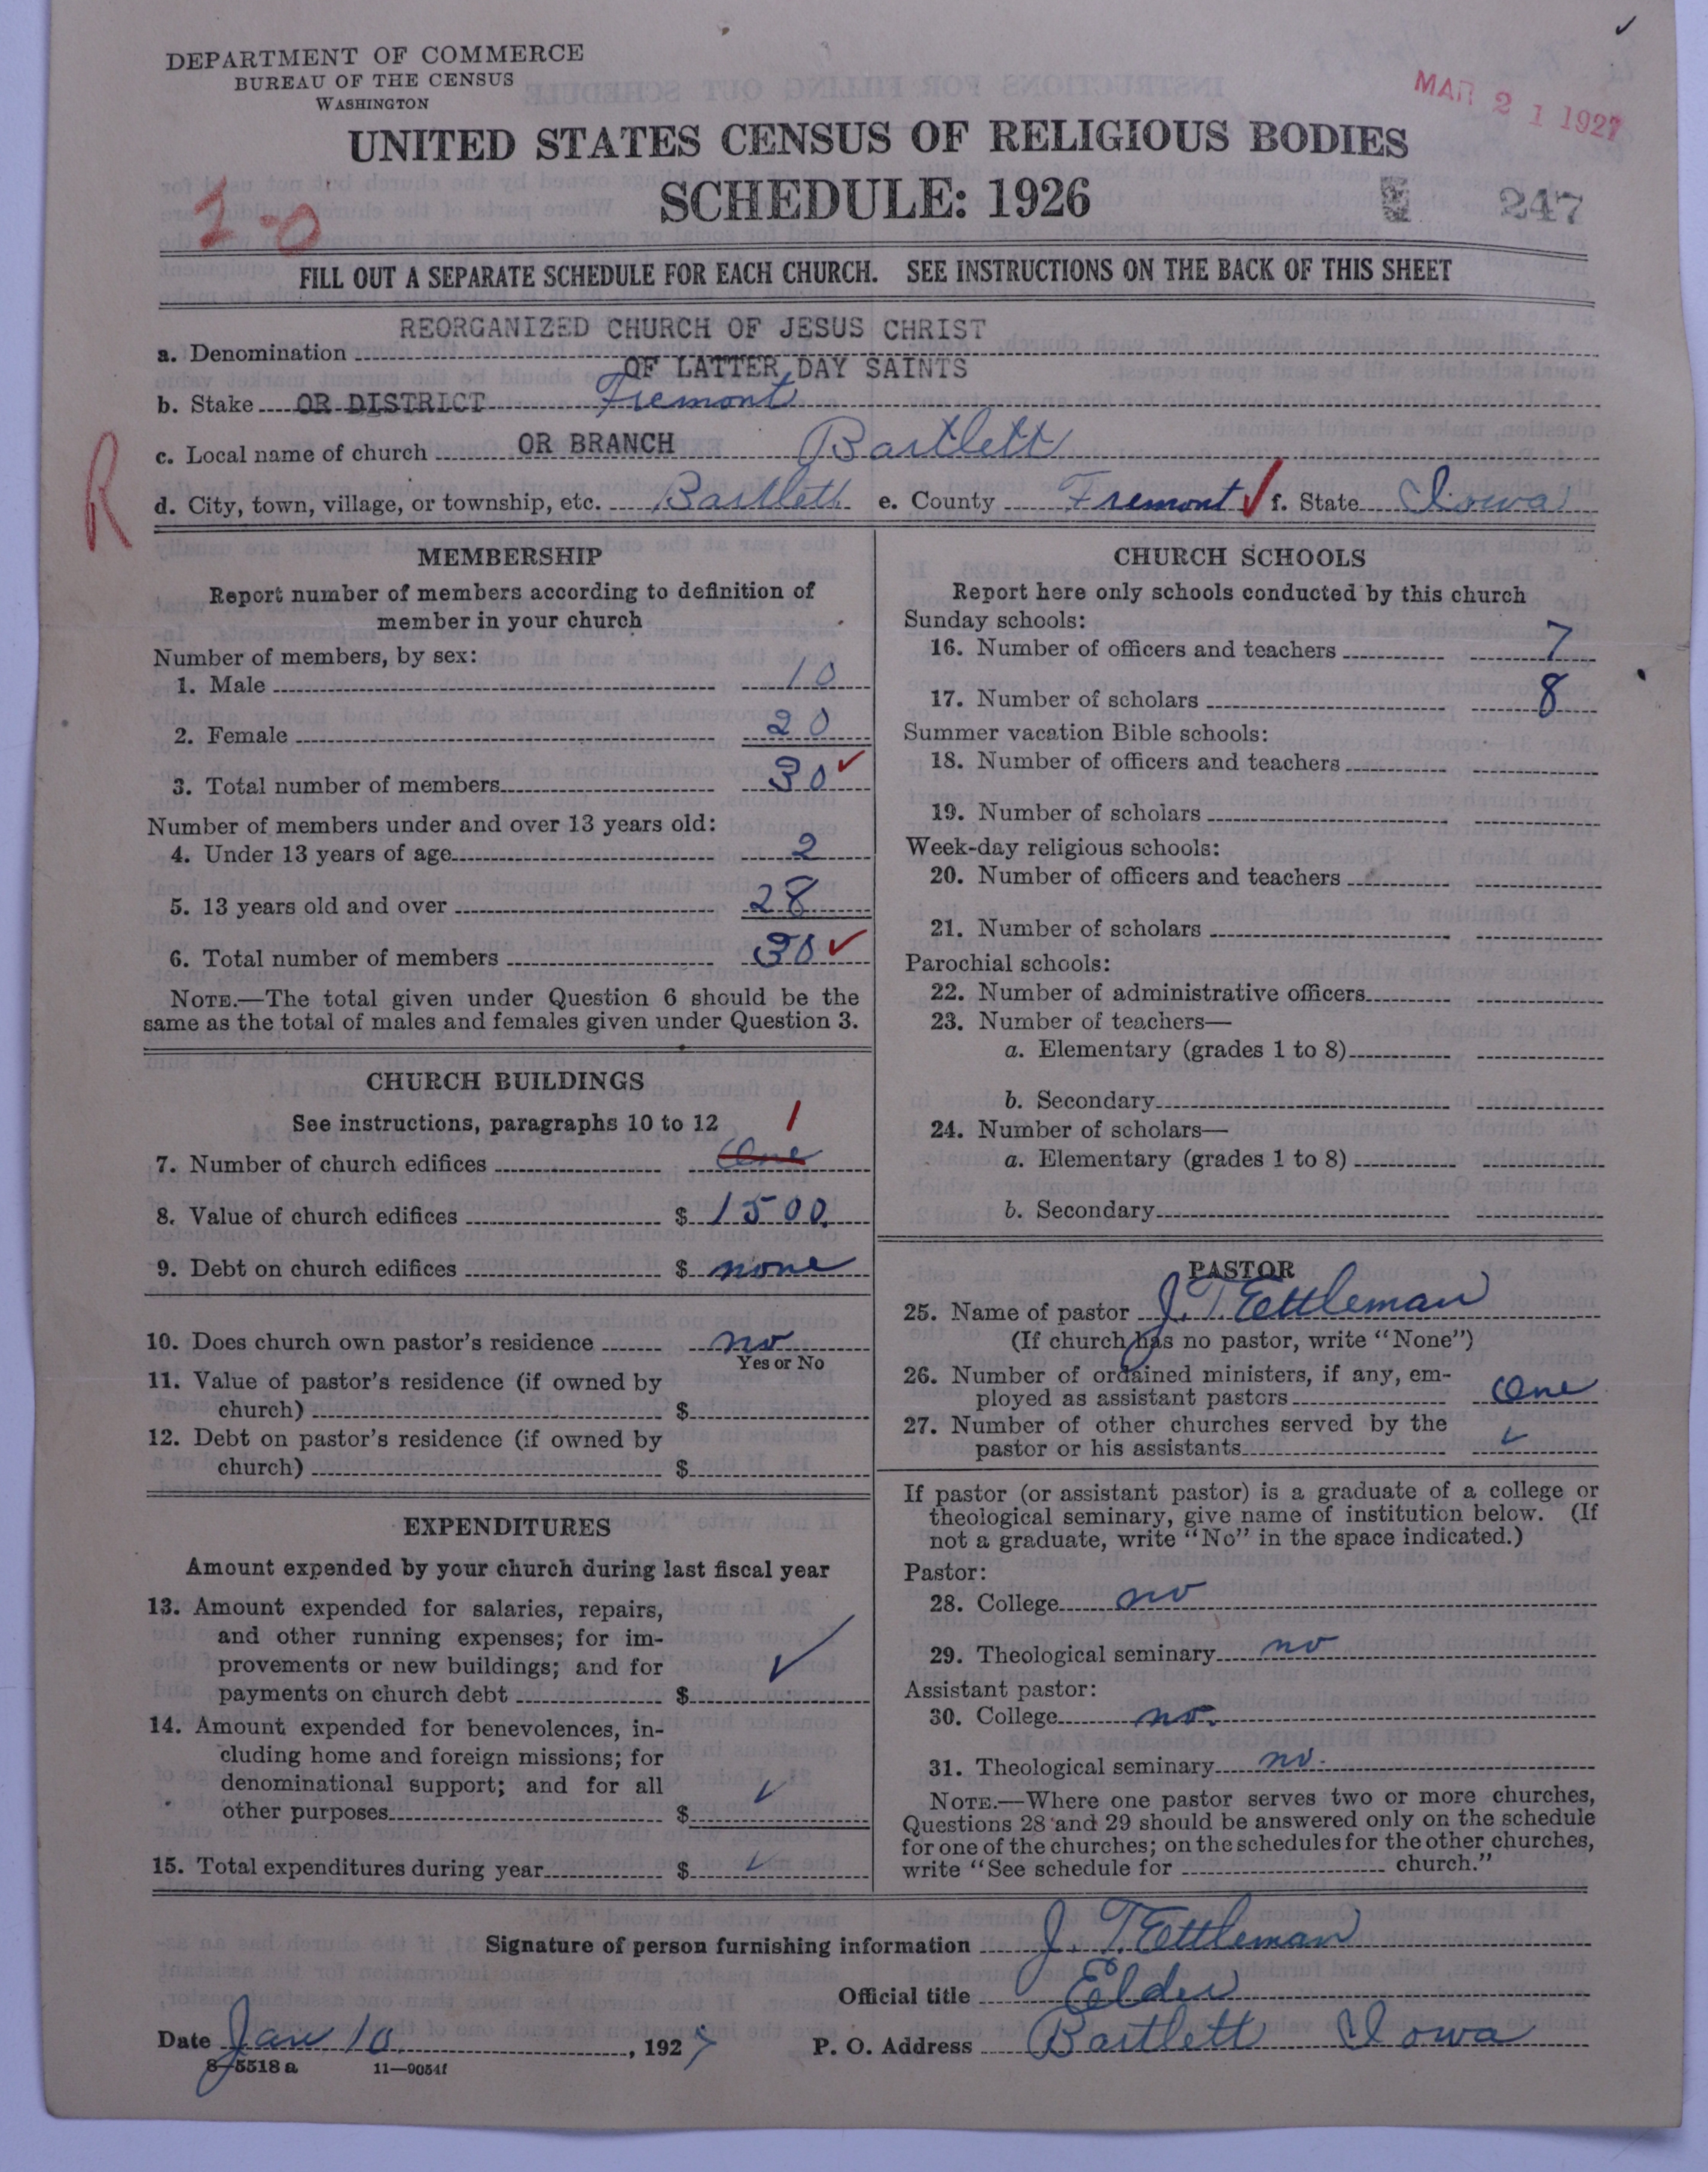 DEPARTMENT OF COMMERCE
BUREAU OF THE CENSUS
WASHINGTON
MAR 21 1927
UNITED STATES CENSUS OF RELIGIOUS BODIES
SCHEDULE: 1926
247
2-0
FILL OUT A SEPARATE SCHEDULE FOR EACH CHURCH. SEE INSTRUCTIONS ON THE BACK OF THIS SHEET
REORGANIZED CHURCH OF JESUS CHRIST
a. Denomination
OF LATTER DAY SAINTS
b. Stake OR DISTRICT Fremont
c. Local name of church OR BRANCH Bartlett
R
d. City, town, village, or township, etc. Bartlett e. County Fremont ✓ f. State Iowa
MEMBERSHIP
Report number of members according to definition of
member in your church
Number of members, by sex:
1. Male 10
2. Female 20
3. Total number of members 30 ✓
Number of members under and over 13 years old:
4. Under 13 years of age 2
5. 13 years old and over 28
6. Total number of members 30 ✓
NOTE.—The total given under Question 6 should be the
same as the total of males and females given under Question 3.
CHURCH BUILDINGS
See instructions, paragraphs 10 to 12
1
7. Number of church edifices One
8. Value of church edifices $ 1500.
9. Debt on church edifices $ none
10. Does church own pastor's residence no
Yes or No
11. Value of pastor's residence (if owned by
church) $
12. Debt on pastor's residence (if owned by
church) $
EXPENDITURES
Amount expended by your church during last fiscal year
13. Amount expended for salaries, repairs,
and other running expenses; for im-
provements or new buildings; and for
payments on church debt $ ✓
14. Amount expended for benevolences, in-
cluding home and foreign missions; for
denominational support; and for all
other purposes $ ✓
15. Total expenditures during year $ ✓
CHURCH SCHOOLS
Report here only schools conducted by this church
Sunday schools:
16. Number of officers and teachers 7
17. Number of scholars 8
Summer vacation Bible schools:
18. Number of officers and teachers
19. Number of scholars
Week-day religious schools:
20. Number of officers and teachers
21. Number of scholars
Parochial schools:
22. Number of administrative officers
23. Number of teachers—
a. Elementary (grades 1 to 8)
b. Secondary
24. Number of scholars—
a. Elementary (grades 1 to 8)
b. Secondary
PASTOR
25. Name of pastor J. T. Ettleman
(If church has no pastor, write "None")
26. Number of ordained ministers, if any, em-
ployed as assistant pastors One
27. Number of other churches served by the
pastor or his assistants ✓
If pastor (or assistant pastor) is a graduate of a college or
theological seminary, give name of institution below. (If
not a graduate, write "No" in the space indicated.)
Pastor:
28. College no
29. Theological seminary no
Assistant pastor:
30. College no.
31. Theological seminary no.
NOTE.—Where one pastor serves two or more churches,
Questions 28 and 29 should be answered only on the schedule
for one of the churches; on the schedules for the other churches,
write "See schedule for church."
Signature of person furnishing information J. T. Ettleman
Official title Elder
Date Jan 10, 1927 P. O. Address Bartlett Iowa
8-5518 a 11—9054f